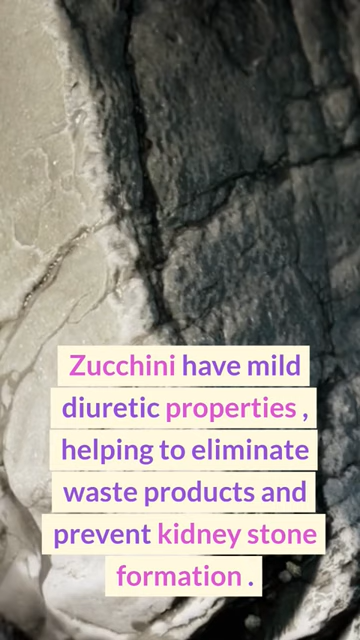 Zucchini have mild
diuretic properties ,
helping to eliminate
waste products and
prevent kidney stone
formation .